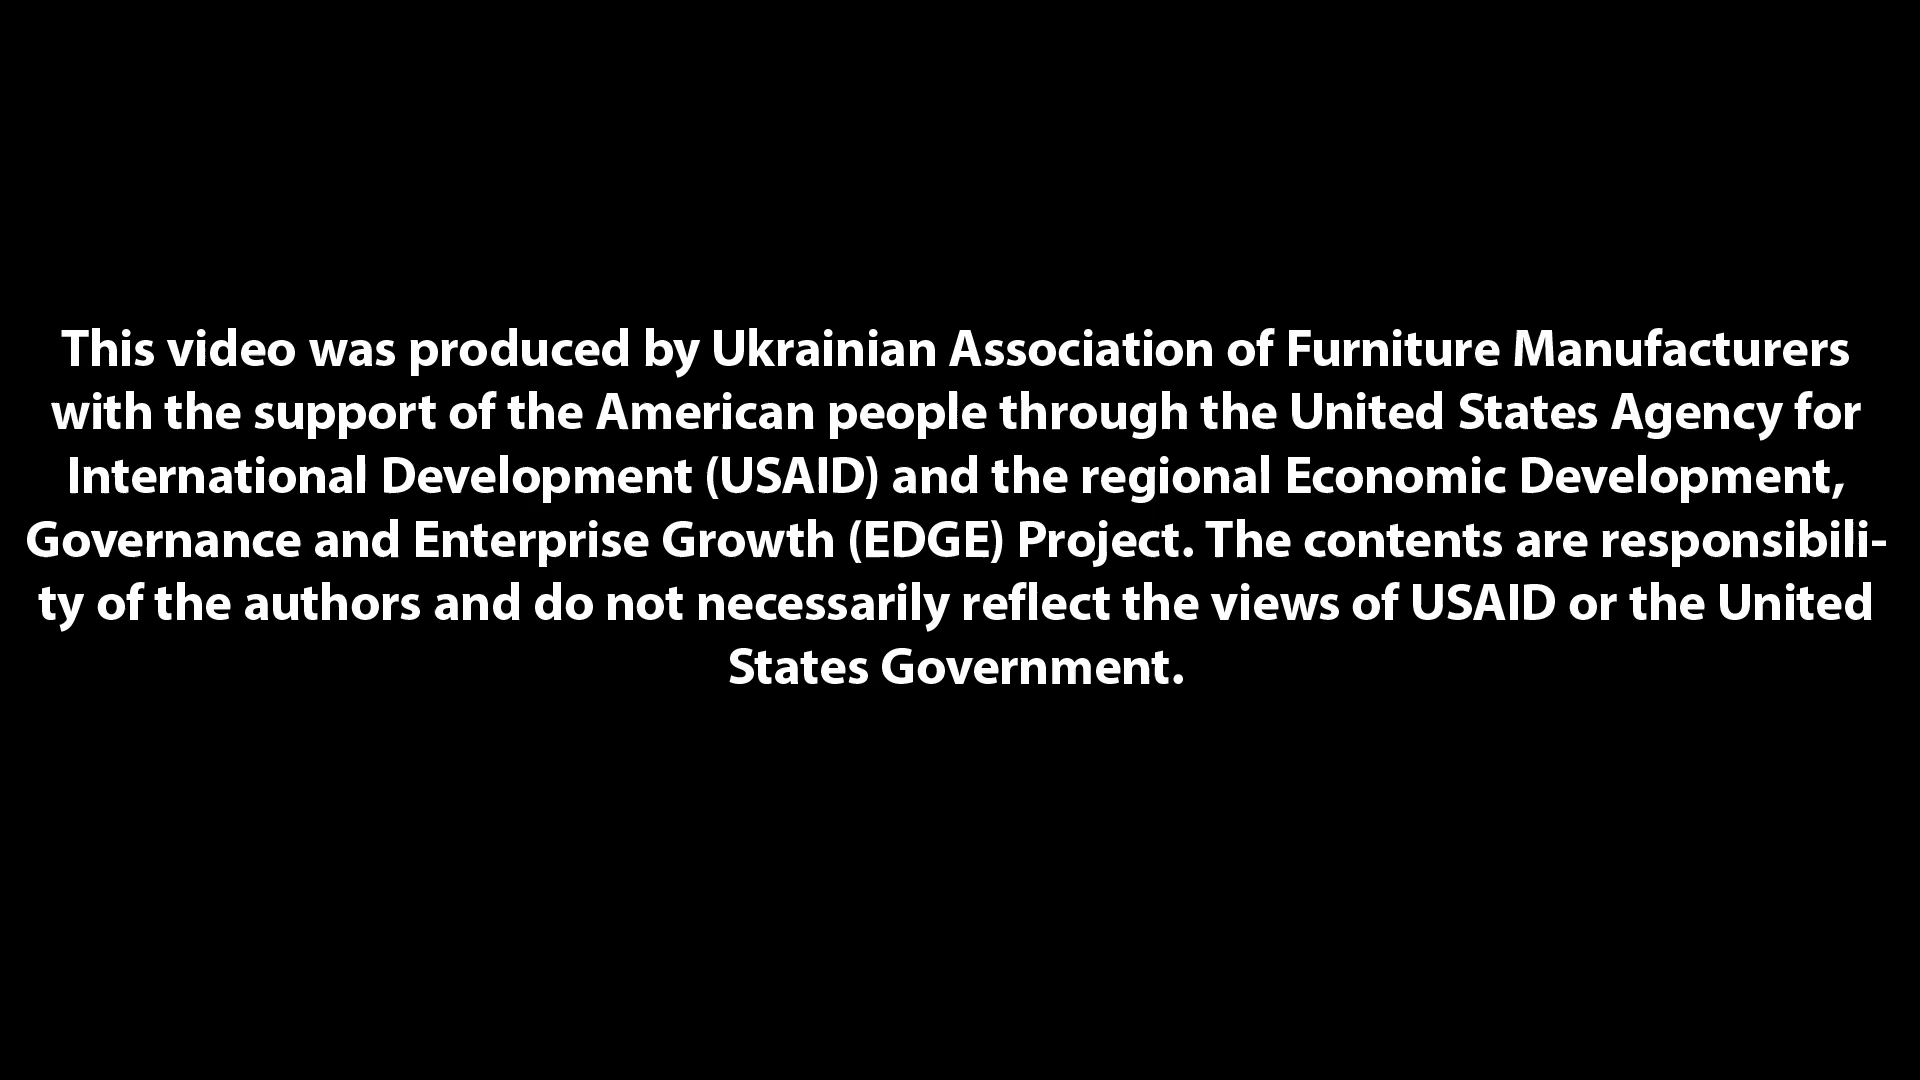 This video was produced by Ukrainian Association of Furniture Manufacturers
with the support of the American people through the United States Agency for
International Development (USAID) and the regional Economic Development,
Governance and Enterprise Growth (EDGE) Project. The contents are responsibili-
ty of the authors and do not necessarily reflect the views of USAID or the United
States Government.